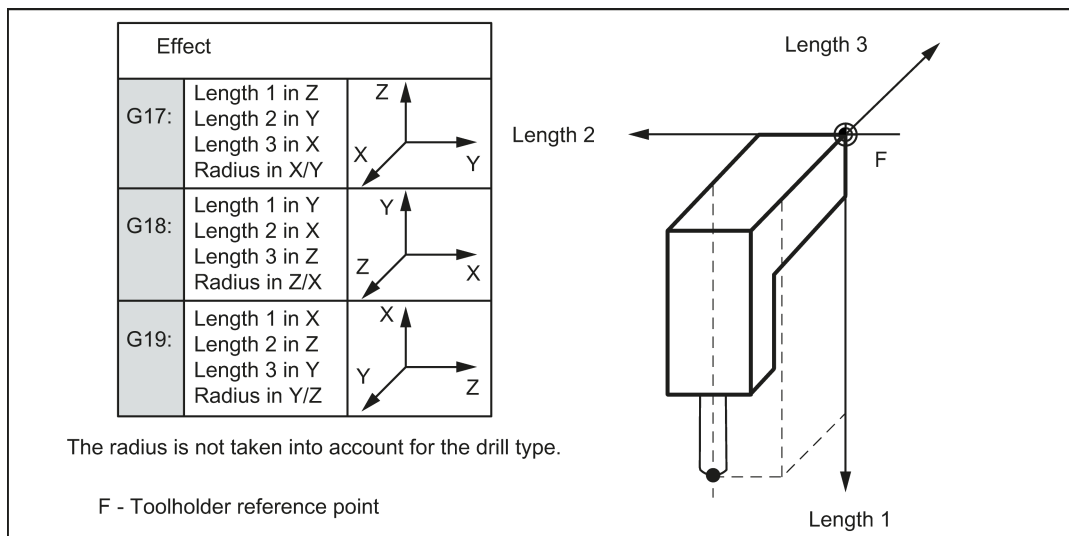 Effect
G17:
Length 1 in Z
Length 2 in Y
Length 3 in X
Radius in X/Y
Z
X
Y
G18:
Length 1 in Y
Length 2 in X
Length 3 in Z
Radius in Z/X
Y
Z
X
G19:
Length 1 in X
Length 2 in Z
Length 3 in Y
Radius in Y/Z
X
Y
Z
The radius is not taken into account for the drill type.
F - Toolholder reference point
Length 3
Length 2
F
Length 1